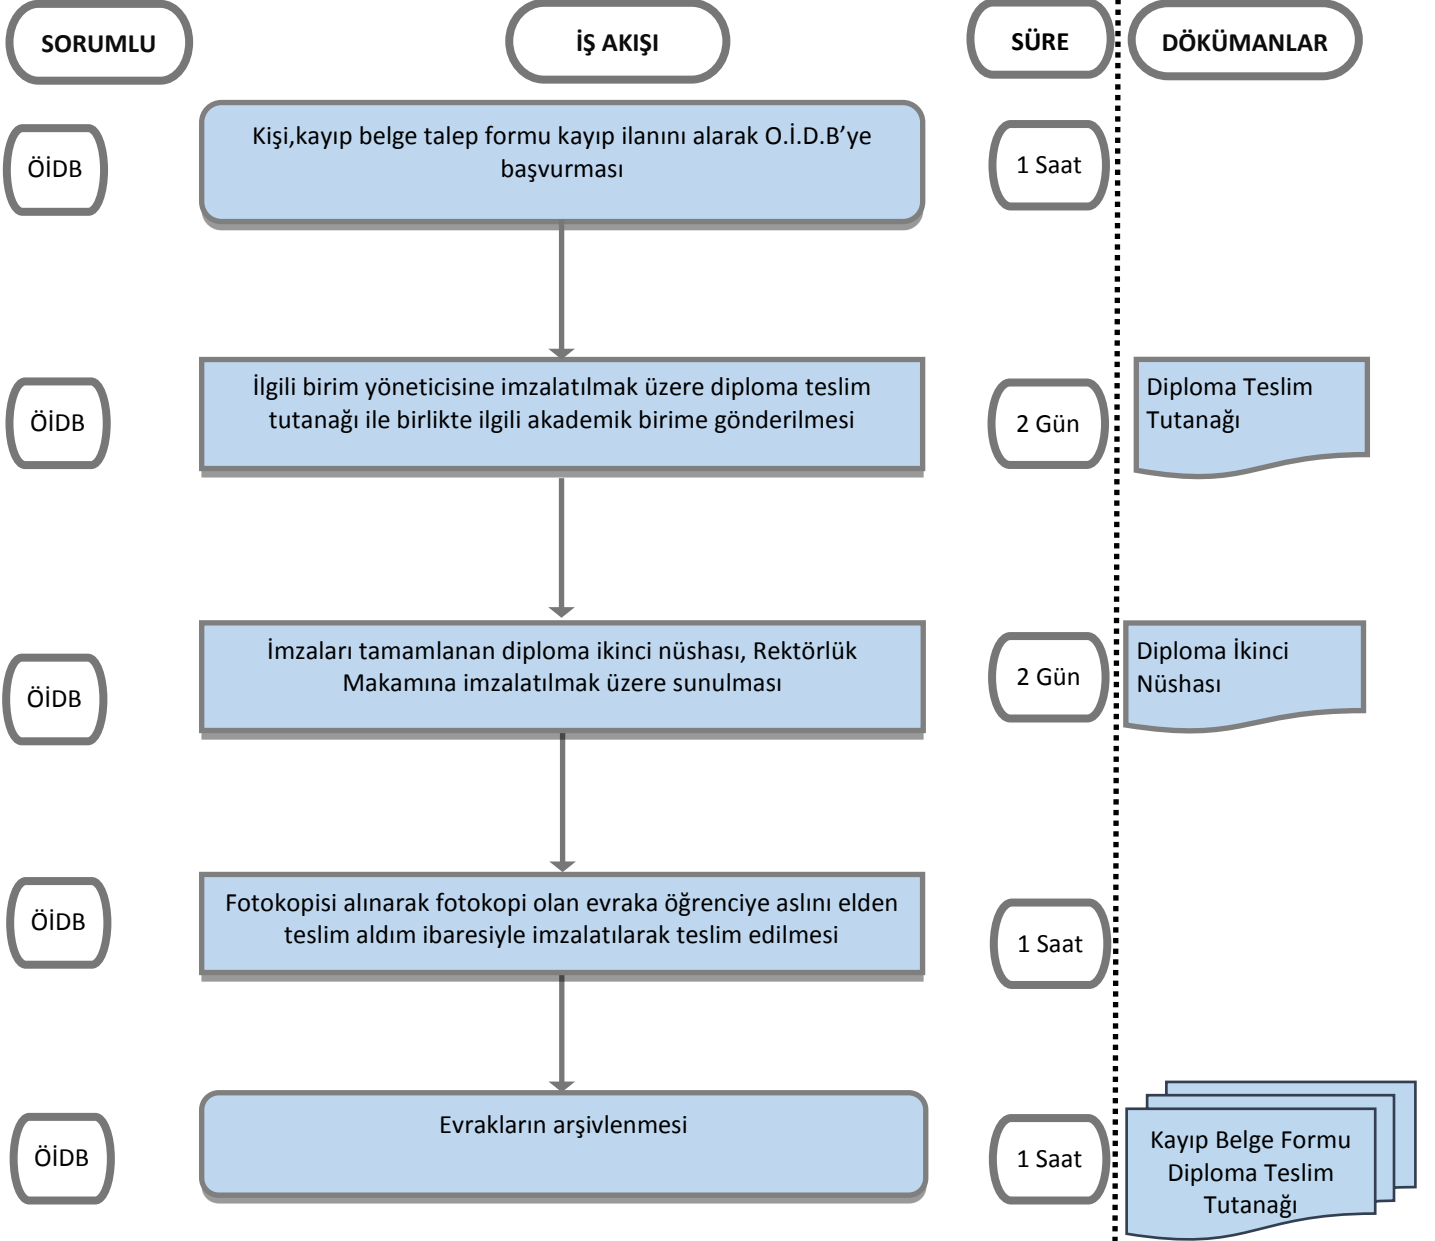 SORUMLU
İŞ AKIŞI
SÜRE
DÖKÜMANLAR
ÖİDB
Kişi,kayıp belge talep formu kayıp ilanını alarak O.İ.D.B’ye
başvurması
1 Saat
ÖİDB
İlgili birim yöneticisine imzalatılmak üzere diploma teslim
tutanağı ile birlikte ilgili akademik birime gönderilmesi
2 Gün
Diploma Teslim
Tutanağı
ÖİDB
İmzaları tamamlanan diploma ikinci nüshası, Rektörlük
Makamına imzalatılmak üzere sunulması
2 Gün
Diploma İkinci
Nüshası
ÖİDB
Fotokopisi alınarak fotokopi olan evraka öğrenciye aslını elden
teslim aldım ibaresiyle imzalatılarak teslim edilmesi
1 Saat
ÖİDB
Evrakların arşivlenmesi
1 Saat
Kayıp Belge Formu
Diploma Teslim
Tutanağı